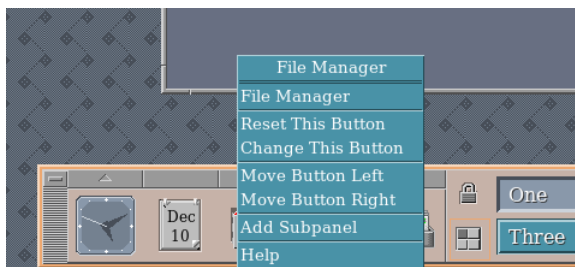 File Manager
File Manager
Reset This Button
Change This Button
Move Button Left
Move Button Right
Add Subpanel
Help
Dec
10
One
Three